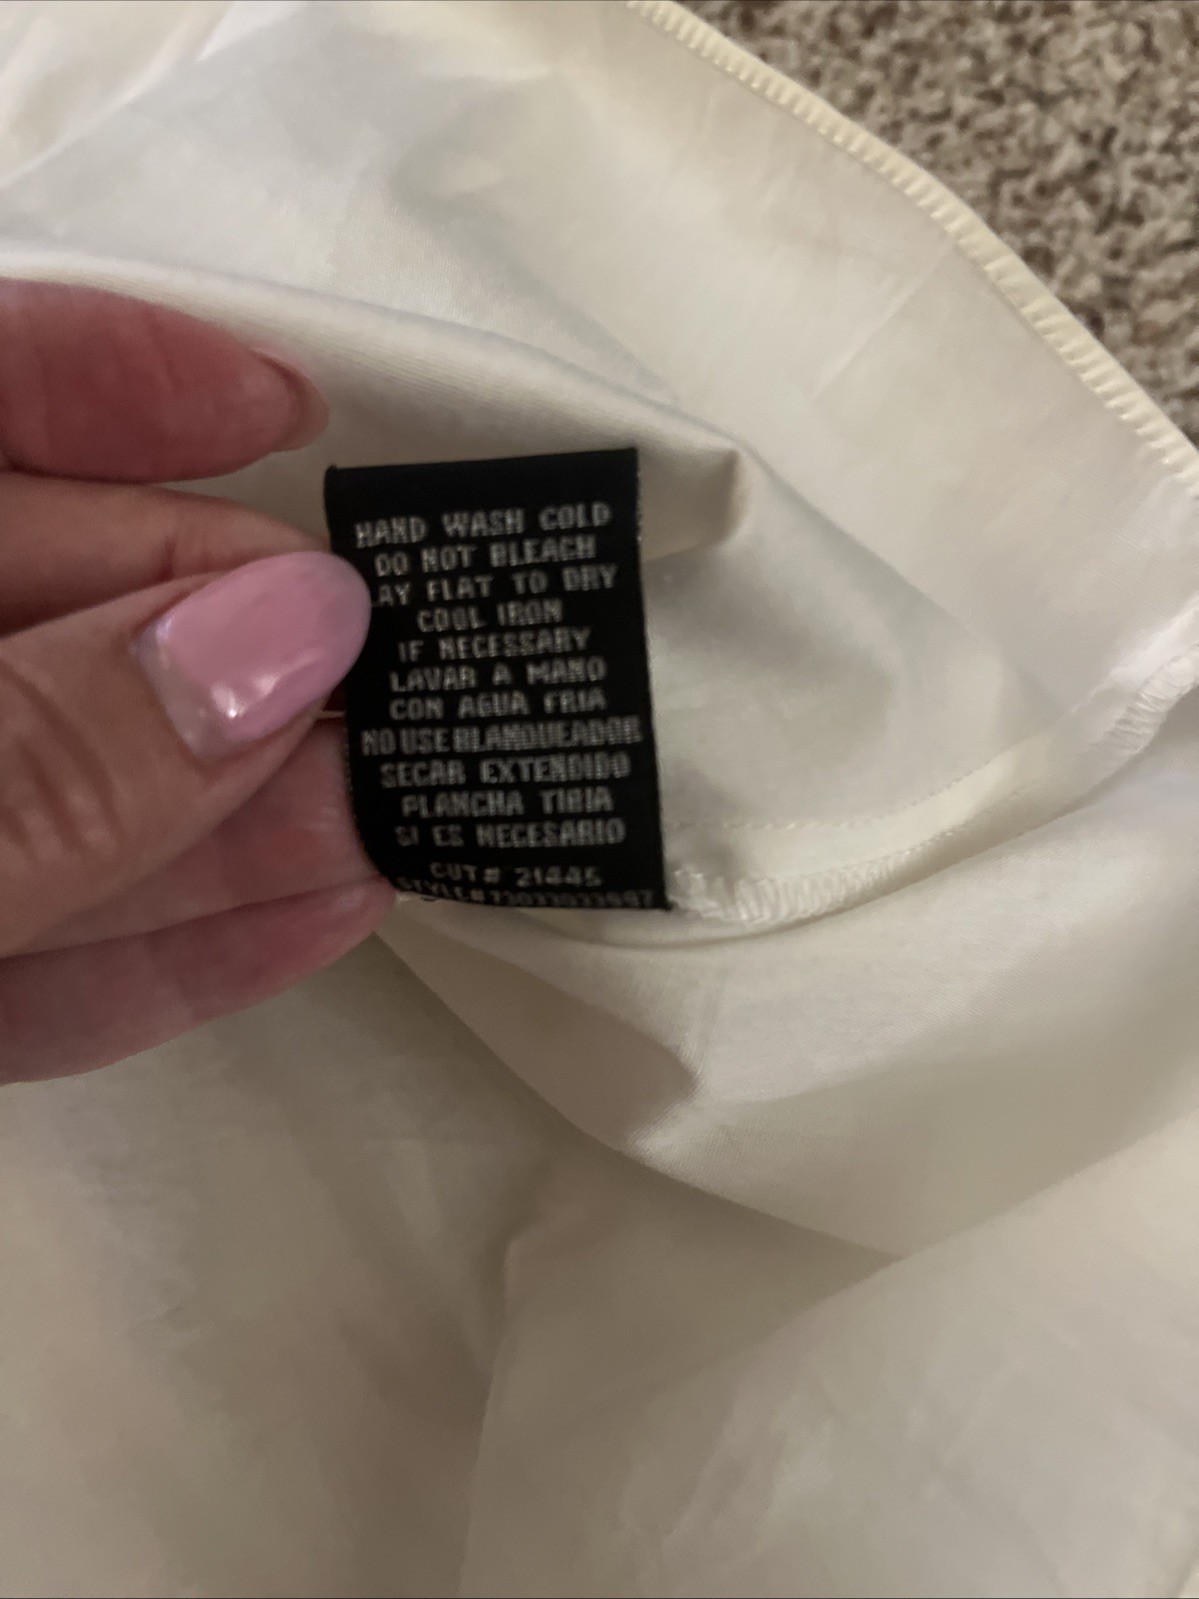 HAND WASH COLD
DO NOT BLEACH
LAY FLAT TO DRY
COOL IRON
IF NECESSARY
LAVAR A MANO
CON AGUA FRIA
NO USE BLANQUEADOR
SECAR EXTENDIDO
PLANCHA TIBIA
SI ES NECESARIO
CUT# 21445